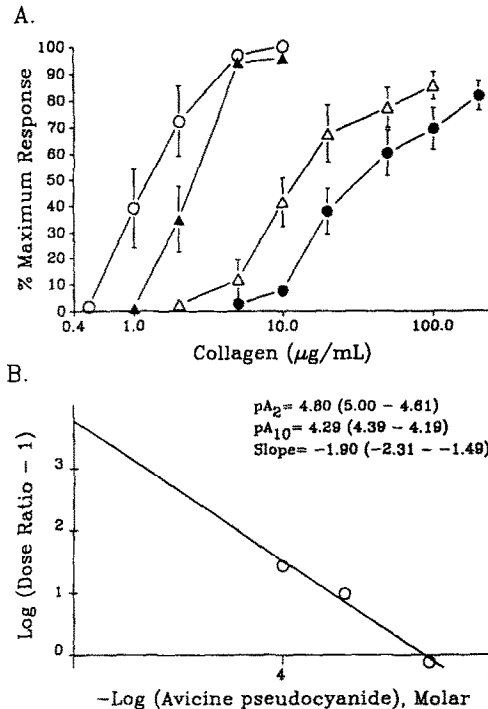 A.
% Maximum Response
100
90
80
70
60
50
40
30
20
10
0
0.4 1.0 10.0 100.0
Collagen (μg/mL)
B.
pA2= 4.80 (5.00 - 4.61)
pA10= 4.29 (4.39 - 4.19)
Slope= -1.90 (-2.31 - -1.49)
Log (Dose Ratio - 1)
3
2
1
0
4
-Log (Avicine pseudocyanide), Molar